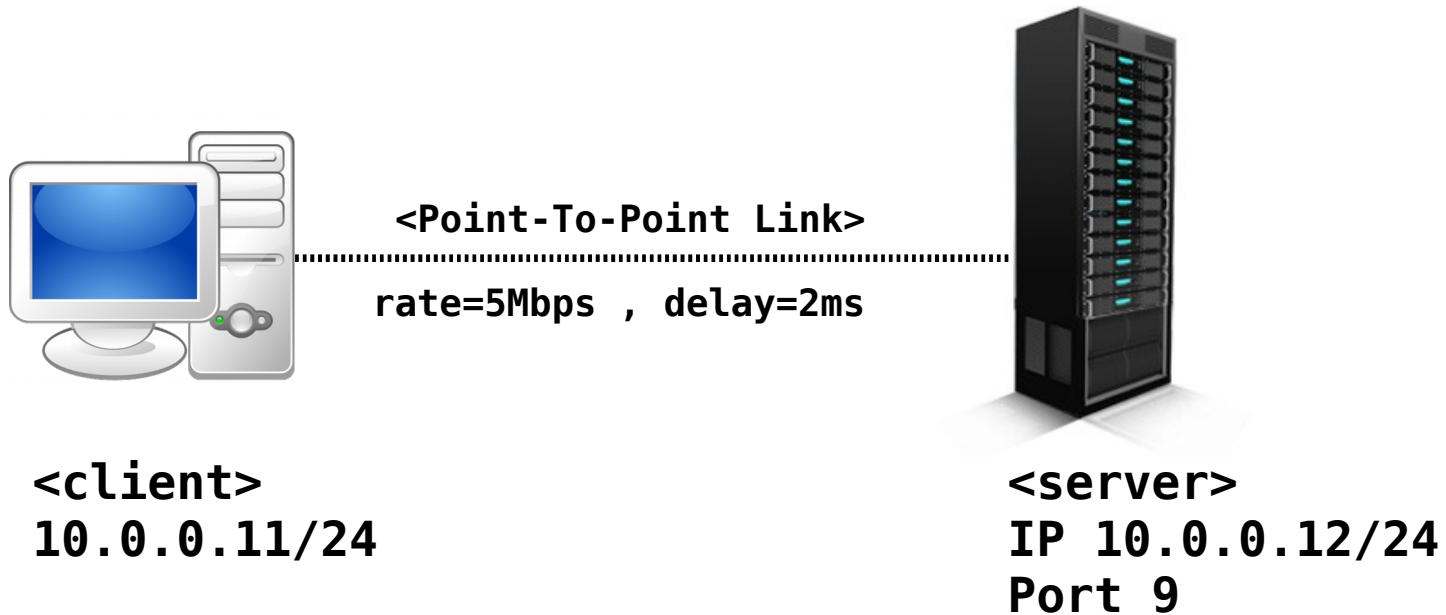 <Point-To-Point Link>
rate=5Mbps , delay=2ms
<client>
10.0.0.11/24
<server>
IP 10.0.0.12/24
Port 9